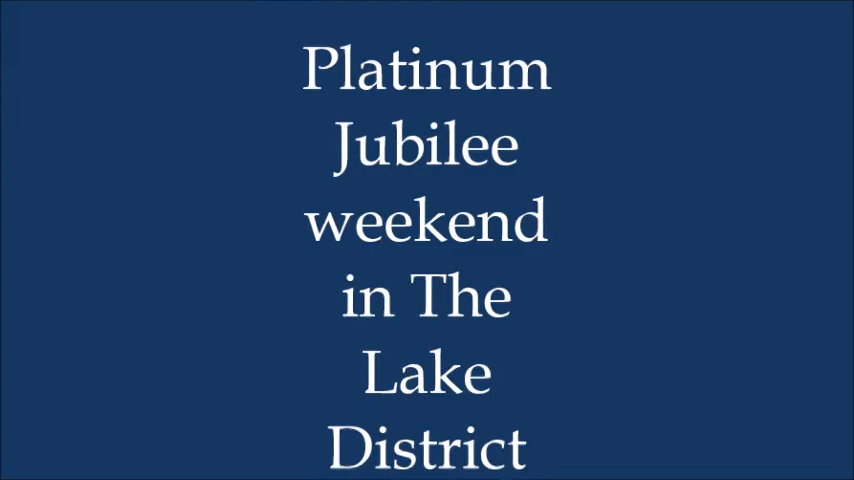 Platinum
Jubilee
weekend
in The
Lake
District